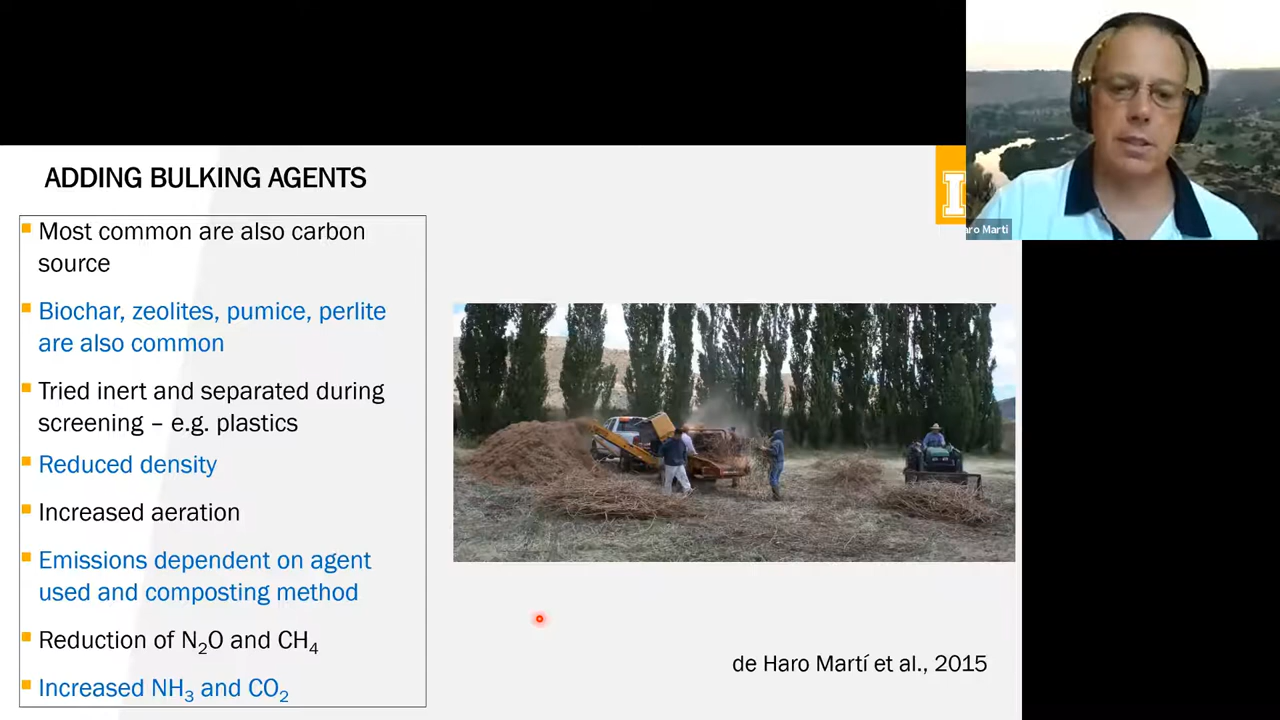 ADDING BULKING AGENTS
Most common are also carbon
source
Biochar, zeolites, pumice, perlite
are also common
Tried inert and separated during
screening – e.g. plastics
Reduced density
Increased aeration
Emissions dependent on agent
used and composting method
Reduction of N₂O and CH₄
Increased NH₃ and CO₂
I
aro Marti
de Haro Martí et al., 2015